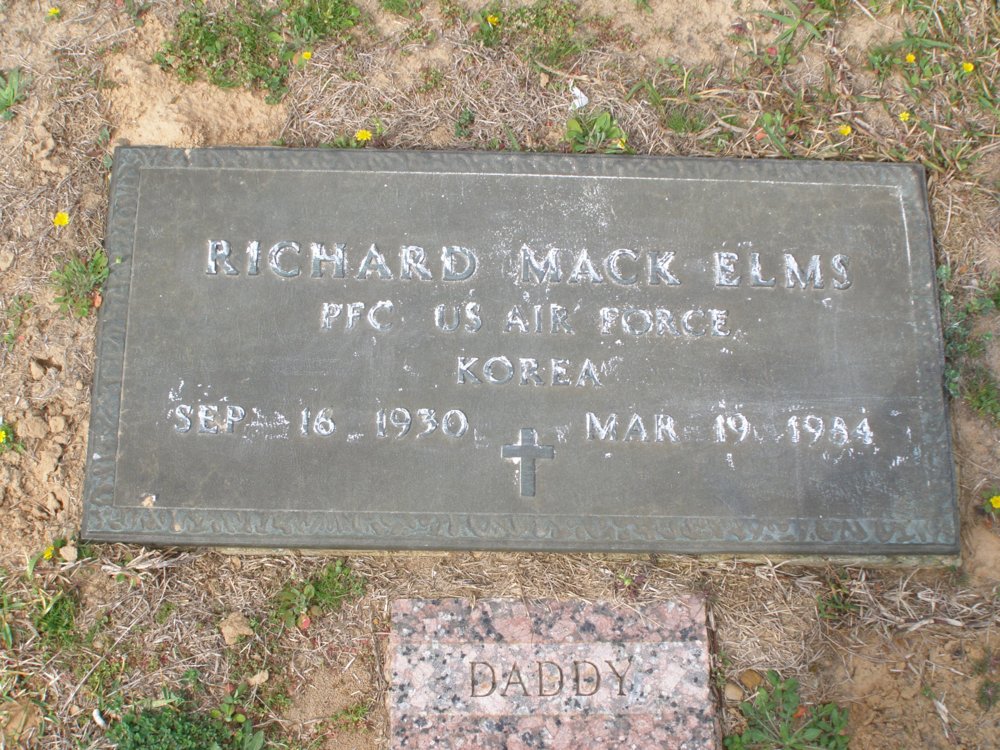 RICHARD MACK ELMS
PFC US AIR FORCE
KOREA
SEP 16 1930 MAR 19 1984
DADDY